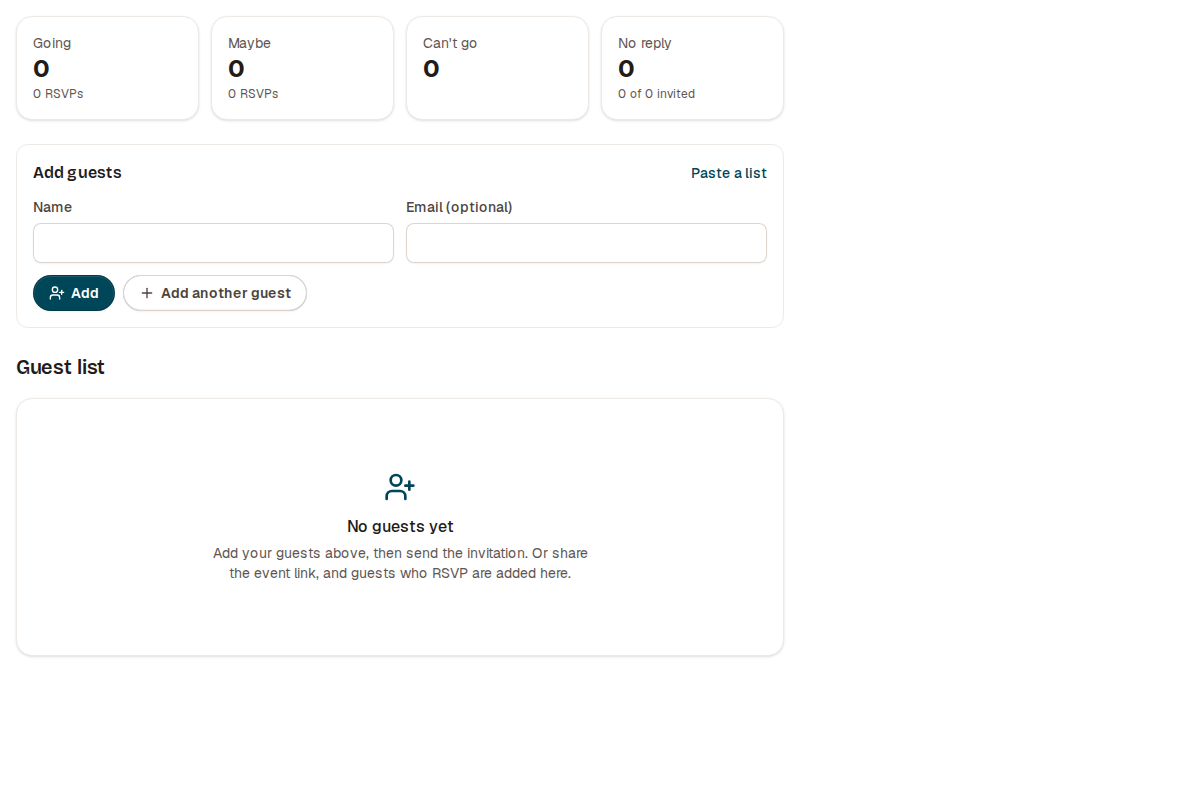 Going
0
0 RSVPs
Maybe
0
0 RSVPs
Can't go
0
No reply
0
0 of 0 invited
Add guests
Paste a list
Name
Email (optional)
Add
Add another guest
Guest list
No guests yet
Add your guests above, then send the invitation. Or share
the event link, and guests who RSVP are added here.